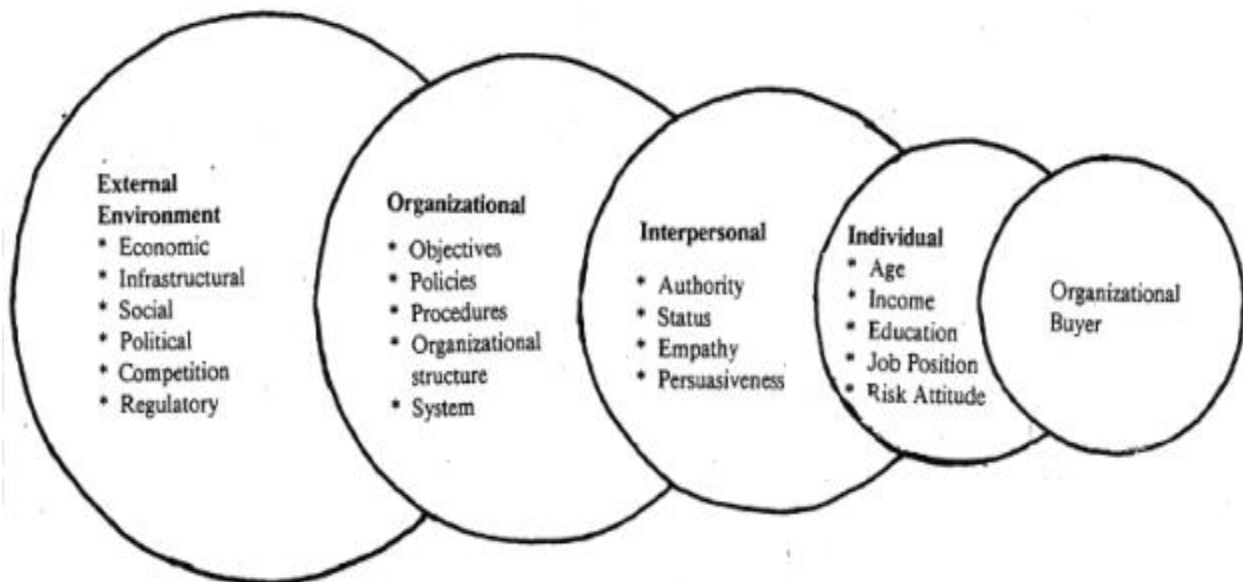 External
Environment
* Economic
* Infrastructural
* Social
* Political
* Competition
* Regulatory
Organizational
* Objectives
* Policies
* Procedures
* Organizational
structure
* System
Interpersonal
* Authority
* Status
* Empathy
* Persuasiveness
Individual
* Age
* Income
* Education
* Job Position
* Risk Attitude
Organizational
Buyer